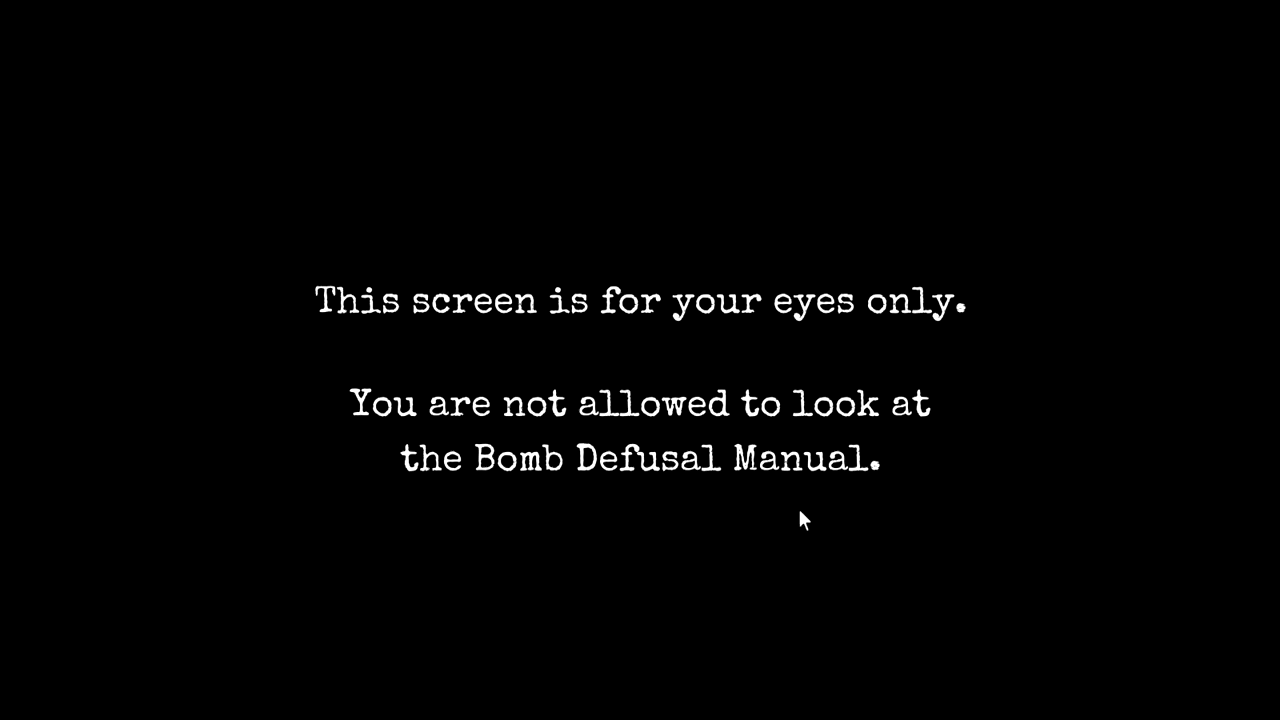 This screen is for your eyes only.
You are not allowed to look at
the Bomb Defusal Manual.